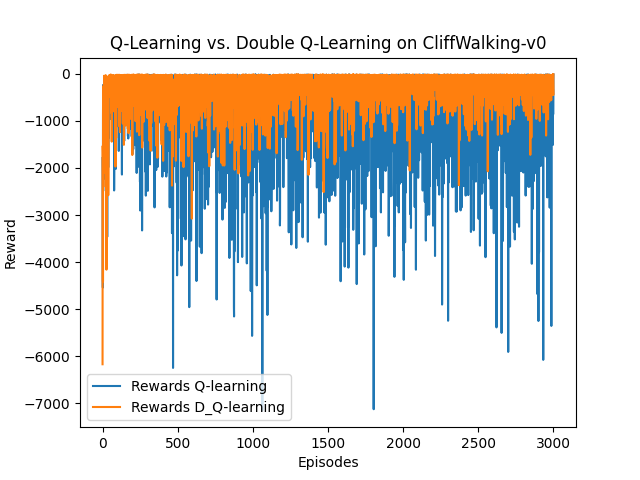 Q-Learning vs. Double Q-Learning on CliffWalking-v0
0
−1000
−2000
−3000
−4000
−5000
−6000
−7000
Reward
Rewards Q-learning
Rewards D_Q-learning
0 500 1000 1500 2000 2500 3000
Episodes